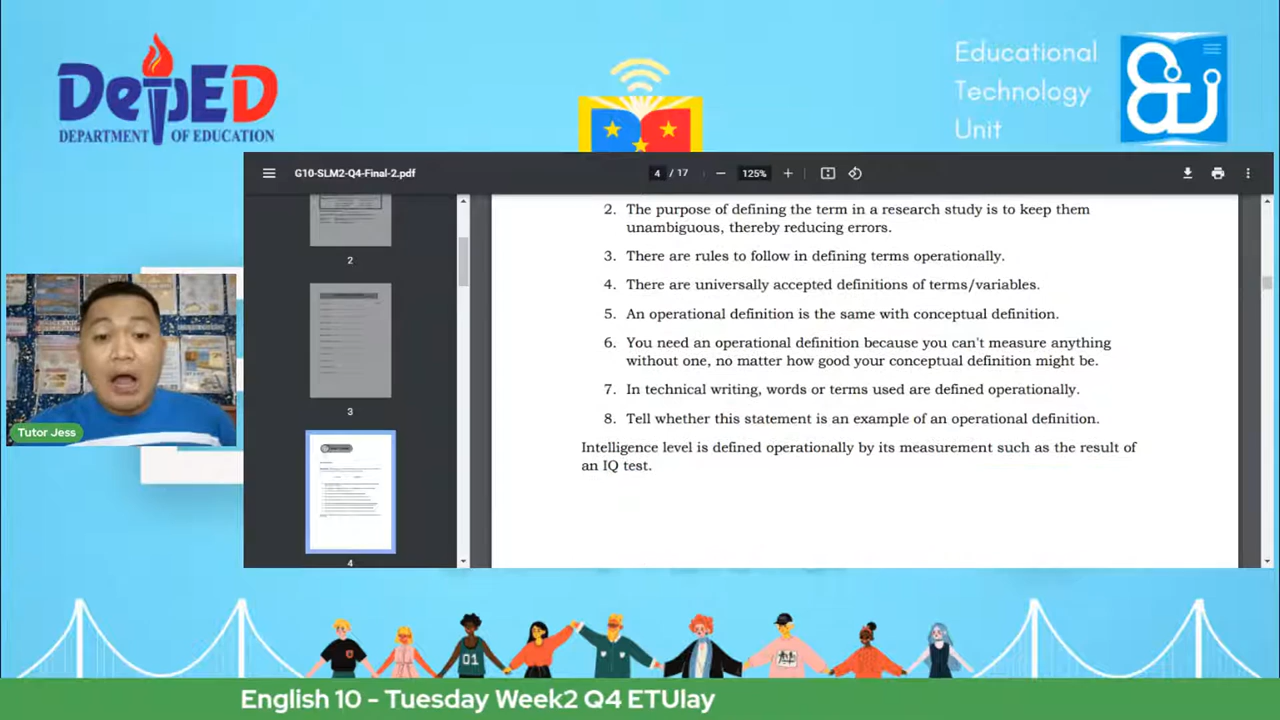 DepED
DEPARTMENT OF EDUCATION
Educational
Technology
Unit
G10-SLM2-Q4-Final-2.pdf
4 / 17
125%
2
3
4
2. The purpose of defining the term in a research study is to keep them
unambiguous, thereby reducing errors.
3. There are rules to follow in defining terms operationally.
4. There are universally accepted definitions of terms/variables.
5. An operational definition is the same with conceptual definition.
6. You need an operational definition because you can't measure anything
without one, no matter how good your conceptual definition might be.
7. In technical writing, words or terms used are defined operationally.
8. Tell whether this statement is an example of an operational definition.
Intelligence level is defined operationally by its measurement such as the result of
an IQ test.
Tutor Jess
01
English 10 - Tuesday Week2 Q4 ETUlay